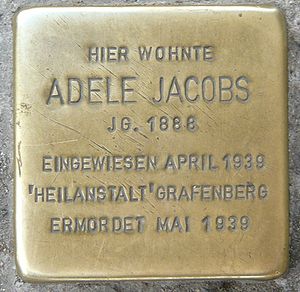 HIER WOHNTE
ADELE JACOBS
JG. 1888
EINGEWIESEN APRIL 1939
'HEILANSTALT' GRAFENBERG
ERMORDET MAI 1939